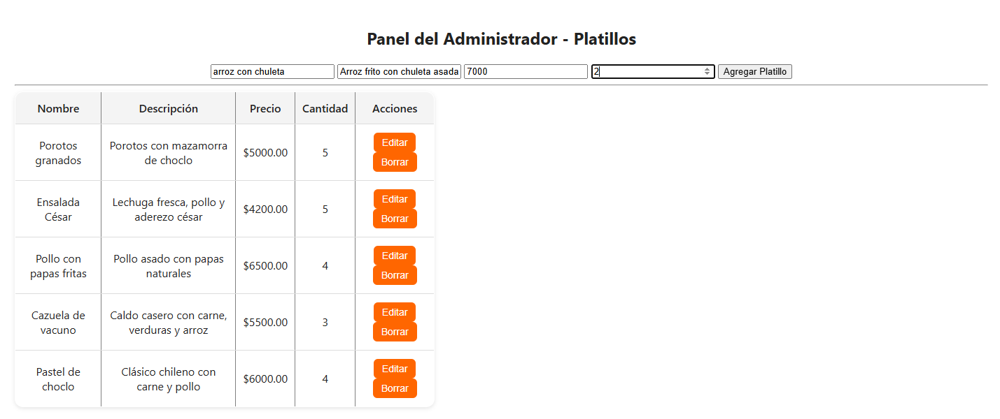 Panel del Administrador - Platillos
arroz con chuleta Arroz frito con chuleta asada 7000 2 Agregar Platillo
Nombre Descripción Precio Cantidad Acciones
Porotos granados Porotos con mazamorra de choclo $5000.00 5 Editar Borrar
Ensalada César Lechuga fresca, pollo y aderezo césar $4200.00 5 Editar Borrar
Pollo con papas fritas Pollo asado con papas naturales $6500.00 4 Editar Borrar
Cazuela de vacuno Caldo casero con carne, verduras y arroz $5500.00 3 Editar Borrar
Pastel de choclo Clásico chileno con carne y pollo $6000.00 4 Editar Borrar